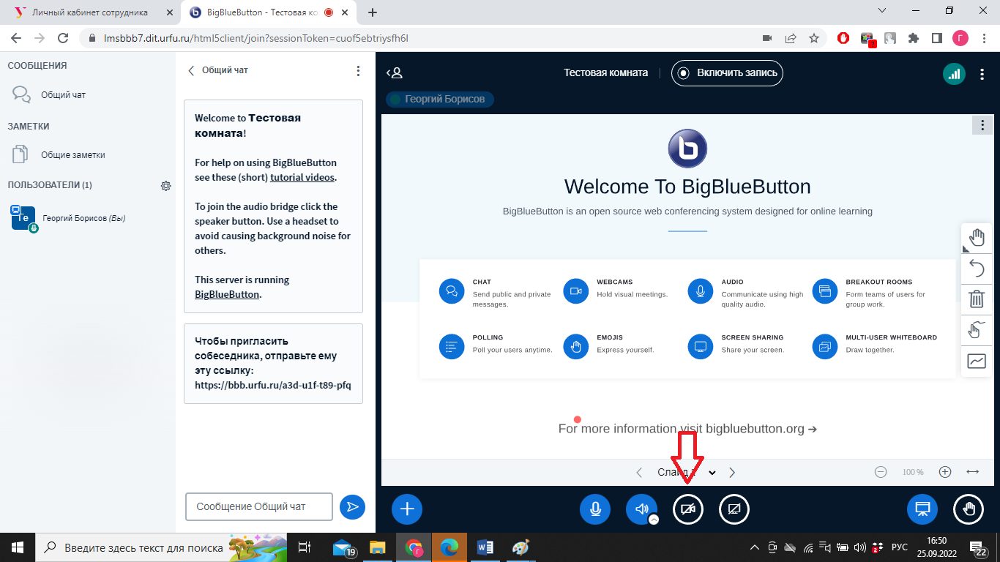 Личный кабинет сотрудника
BigBlueButton - Тестовая ко
lmsbbb7.dit.urfu.ru/html5client/join?sessionToken=cuof5ebtriysfh6l
Г
СООБЩЕНИЯ
Общий чат
ЗАМЕТКИ
Общие заметки
ПОЛЬЗОВАТЕЛИ (1)
Ге
Георгий Борисов (Вы)
Общий чат
Welcome to Тестовая
комната!
For help on using BigBlueButton
see these (short) tutorial videos.
To join the audio bridge click the
speaker button. Use a headset to
avoid causing background noise for
others.
This server is running
BigBlueButton.
Чтобы пригласить
собеседника, отправьте ему
эту ссылку:
https://bbb.urfu.ru/a3d-u1f-t89-pfq
Сообщение Общий чат
Тестовая комната
Включить запись
Георгий Борисов
b
Welcome To BigBlueButton
BigBlueButton is an open source web conferencing system designed for online learning
CHAT
Send public and private
messages.
WEBCAMS
Hold visual meetings.
AUDIO
Communicate using high
quality audio.
BREAKOUT ROOMS
Form teams of users for
group work.
POLLING
Poll your users anytime.
EMOJIS
Express yourself.
SCREEN SHARING
Share your screen.
MULTI-USER WHITEBOARD
Draw together.
For more information visit bigbluebutton.org ➔
Слайд 1
100 %
Введите здесь текст для поиска
19
Г
W
2
РУС
16:50
25.09.2022
22